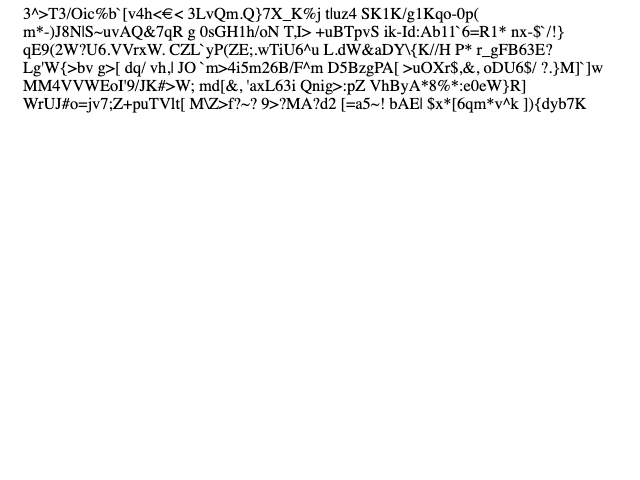 3^>T3/Oic%b`[v4h<€< 3LvQm.Q}7X_K%j t|uz4 SK1K/g1Kqo-0p(
m*-)J8N|S~uvAQ&7qR g 0sGH1h/oN T,I> +uBTpvS ik-Id:Ab11`6=R1* nx-$`/!}
qE9(2W?U6.VVrxW. CZL`yP(ZE;.wTiU6^u L.dW&aDY\{K//H P* r_gFB63E?
Lg'W{>bv g>[ dq/ vh,| JO `m>4i5m26B/F^m D5BzgPA[ >uOXr$,&, oDU6$/ ?.}M]`]w
MM4VVWEoI'9/JK#>W; md[&, 'axL63i Qnig>:pZ VhByA*8%*:e0eW}R]
WrUJ#o=jv7;Z+puTVlt[ M\Z>f?~? 9>?MA?d2 [=a5~! bAE| $x*[6qm*v^k ]){dyb7K